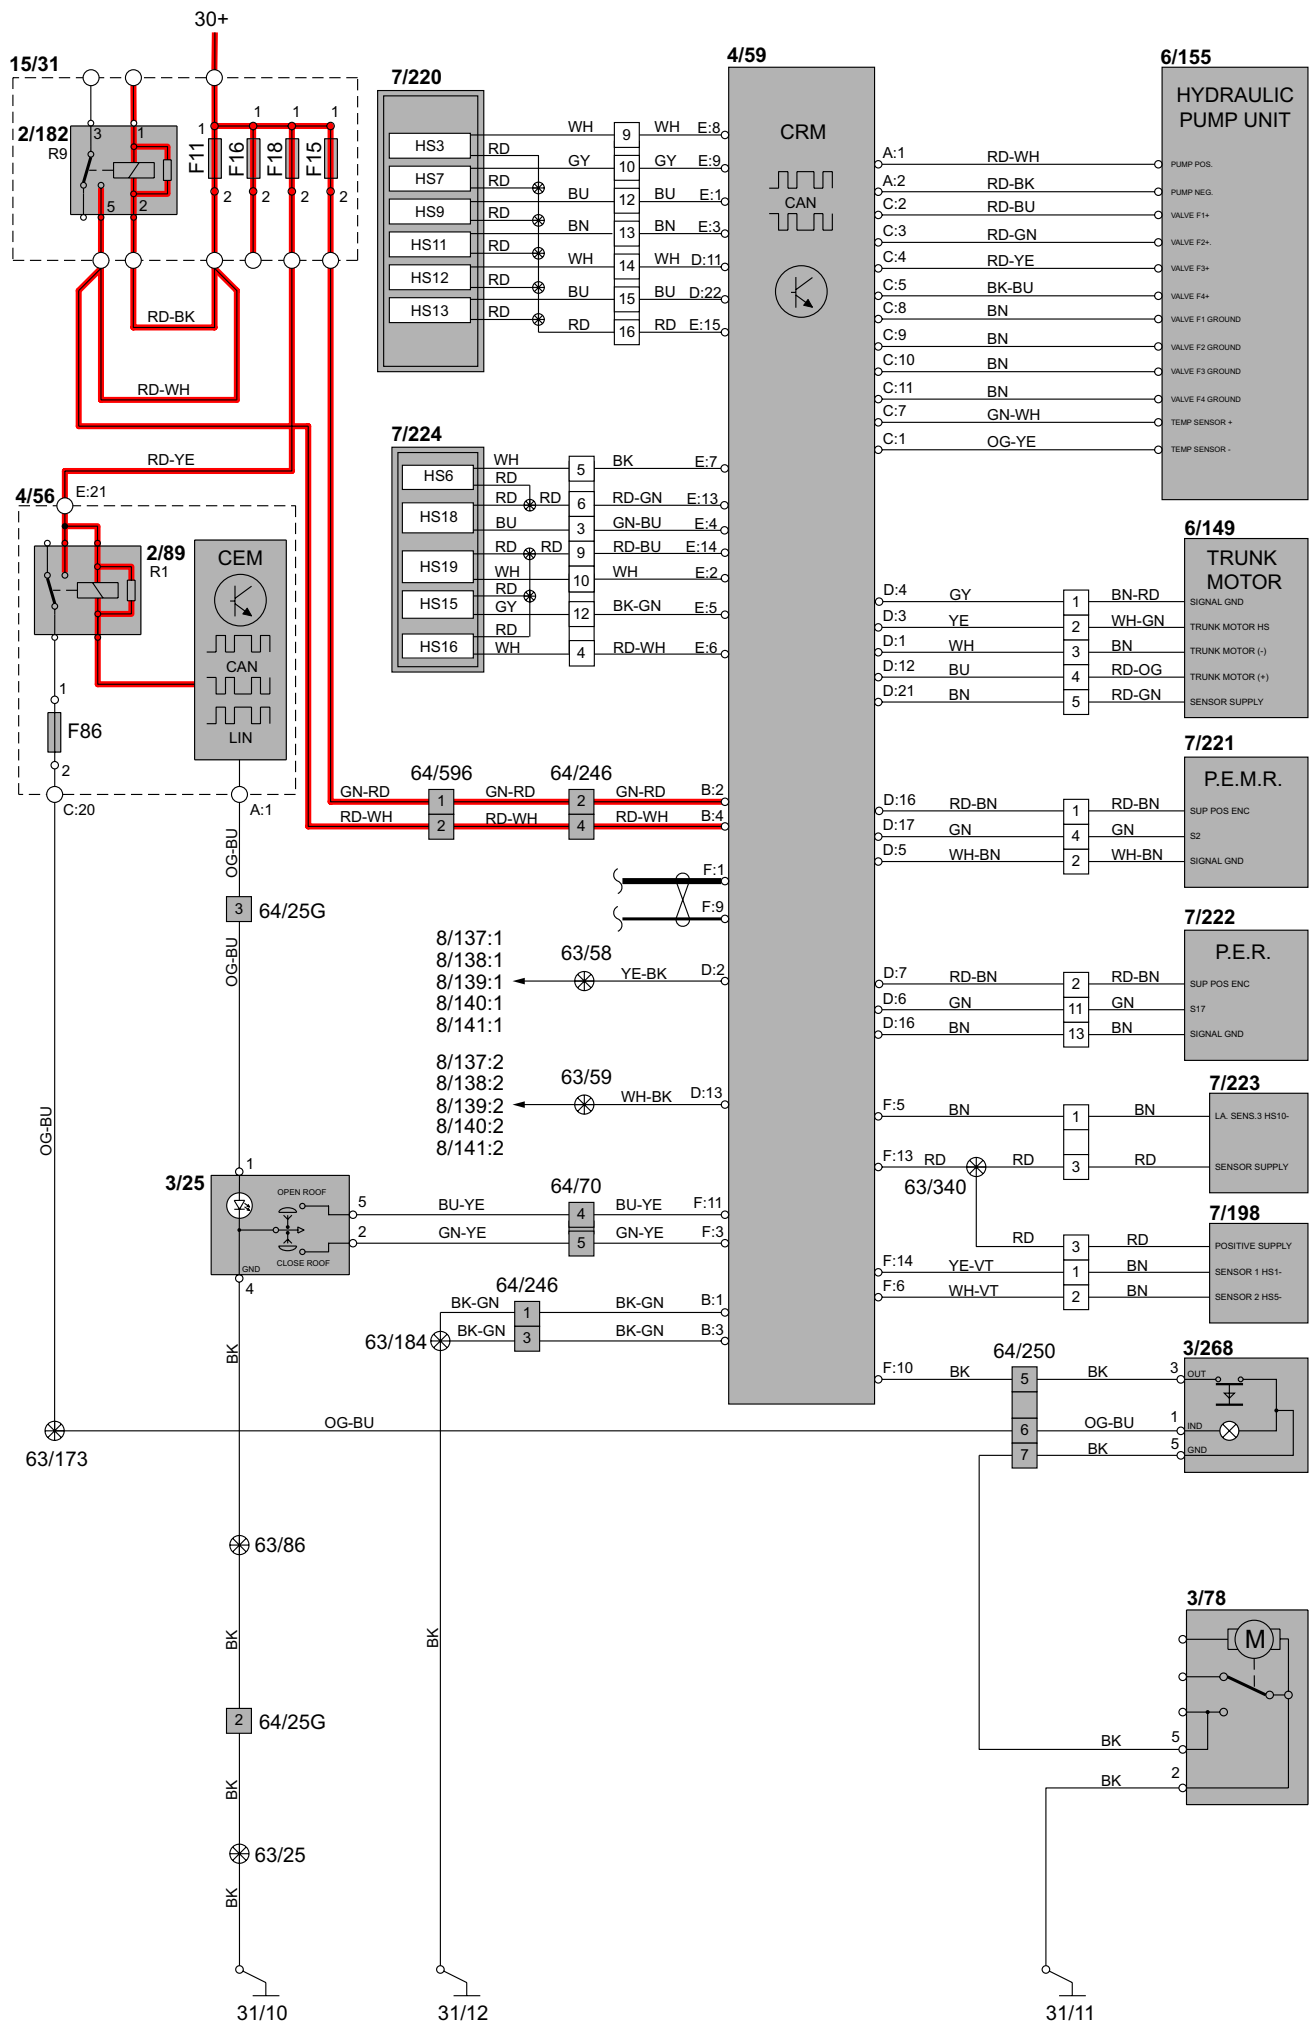 30+
15/31
2/182
R9
3
1
5
2
1
F11
2
1
F16
2
1
F18
2
1
F15
2
RD-BK
RD-WH
RD-YE
4/56
E:21
2/89
R1
CEM
CAN
LIN
1
F86
2
C:20
A:1
OG-BU
3
64/25G
OG-BU
OG-BU
7/220
HS3
HS7
HS9
HS11
HS12
HS13
RD
RD
RD
RD
RD
RD
WH 9 WH E:8
GY 10 GY E:9
BU 12 BU E:1
BN 13 BN E:3
WH 14 WH D:11
BU 15 BU D:22
RD 16 RD E:15
7/224
HS6
HS18
HS19
HS15
HS16
WH 5 BK E:7
RD
RD RD 6 RD-GN E:13
BU 3 GN-BU E:4
RD RD 9 RD-BU E:14
WH 10 WH E:2
RD
GY 12 BK-GN E:5
RD
WH 4 RD-WH E:6
64/596 64/246
GN-RD 1 GN-RD 2 GN-RD B:2
RD-WH 2 RD-WH 4 RD-WH B:4
F:1
F:9
8/137:1
8/138:1
8/139:1
8/140:1
8/141:1
63/58
YE-BK D:2
8/137:2
8/138:2
8/139:2
8/140:2
8/141:2
63/59
WH-BK D:13
3/25
1
OPEN ROOF
CLOSE ROOF
GND
4
64/70
5 BU-YE 4 BU-YE F:11
2 GN-YE 5 GN-YE F:3
64/246
BK-GN 1 BK-GN B:1
63/184 BK-GN 3 BK-GN B:3
BK
63/173
OG-BU
63/86
BK
2
64/25G
BK
63/25
BK
31/10
BK
31/12
4/59
CRM
CAN
6/155
HYDRAULIC
PUMP UNIT
A:1 RD-WH PUMP POS.
A:2 RD-BK PUMP NEG.
C:2 RD-BU VALVE F1+
C:3 RD-GN VALVE F2+.
C:4 RD-YE VALVE F3+
C:5 BK-BU VALVE F4+
C:8 BN VALVE F1 GROUND
C:9 BN VALVE F2 GROUND
C:10 BN VALVE F3 GROUND
C:11 BN VALVE F4 GROUND
C:7 GN-WH TEMP SENSOR +
C:1 OG-YE TEMP SENSOR -
6/149
TRUNK
MOTOR
D:4 GY 1 BN-RD SIGNAL GND
D:3 YE 2 WH-GN TRUNK MOTOR HS
D:1 WH 3 BN TRUNK MOTOR (-)
D:12 BU 4 RD-OG TRUNK MOTOR (+)
D:21 BN 5 RD-GN SENSOR SUPPLY
7/221
P.E.M.R.
D:16 RD-BN 1 RD-BN SUP POS ENC
D:17 GN 4 GN S2
D:5 WH-BN 2 WH-BN SIGNAL GND
7/222
P.E.R.
D:7 RD-BN 2 RD-BN SUP POS ENC
D:6 GN 11 GN S17
D:16 BN 13 BN SIGNAL GND
7/223
F:5 BN 1 BN LA. SENS.3 HS10-
F:13 RD RD 3 RD SENSOR SUPPLY
63/340
7/198
RD 3 RD POSITIVE SUPPLY
F:14 YE-VT 1 BN SENSOR 1 HS1-
F:6 WH-VT 2 BN SENSOR 2 HS5-
64/250
3/268
F:10 BK 5 BK 3 OUT
6 OG-BU 1 IND
7 BK 5 GND
3/78
M
BK 5
BK 2
31/11